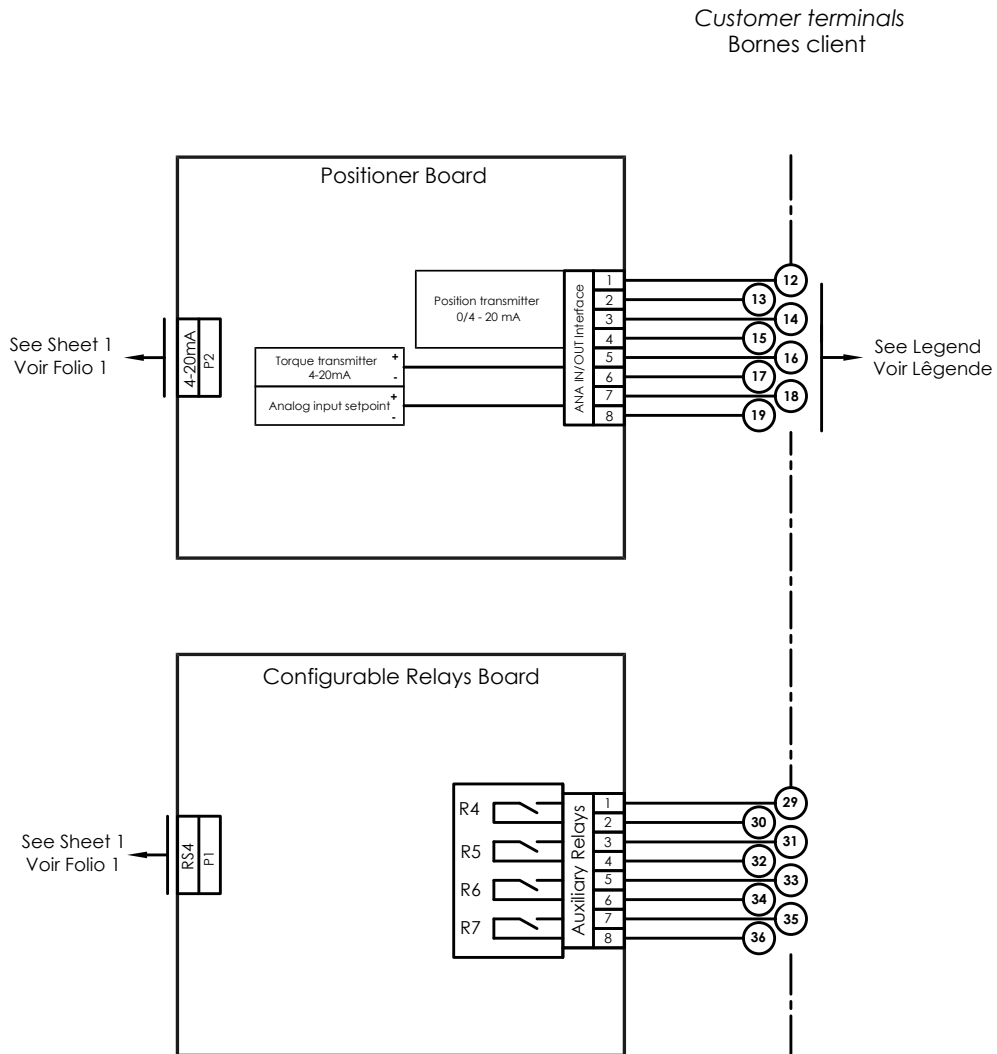 Customer terminals
Bornes client
Positioner Board
Position transmitter
0/4 - 20 mA
Torque transmitter
4-20mA
+
-
Analog input setpoint
+
-
ANA IN/OUT Interface
1
2
3
4
5
6
7
8
12
13
14
15
16
17
18
19
See Sheet 1
Voir Folio 1
4-20mA
P2
See Legend
Voir Lêgende
Configurable Relays Board
See Sheet 1
Voir Folio 1
RS4
P1
R4
R5
R6
R7
Auxiliary Relays
1
2
3
4
5
6
7
8
29
30
31
32
33
34
35
36